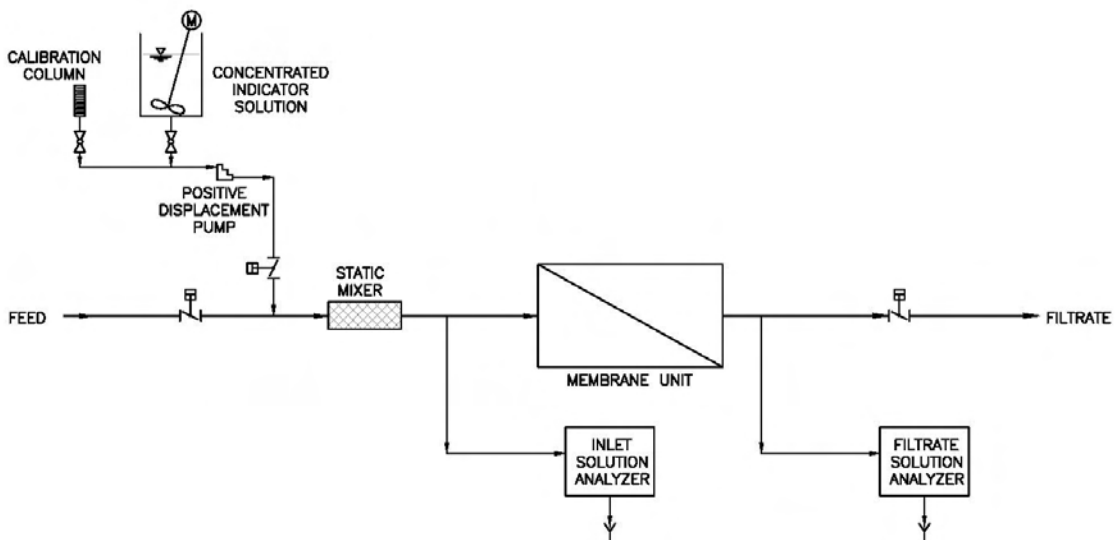 M
CALIBRATION
COLUMN
CONCENTRATED
INDICATOR
SOLUTION
POSITIVE
DISPLACEMENT
PUMP
STATIC
MIXER
FEED
FILTRATE
MEMBRANE UNIT
INLET
SOLUTION
ANALYZER
FILTRATE
SOLUTION
ANALYZER